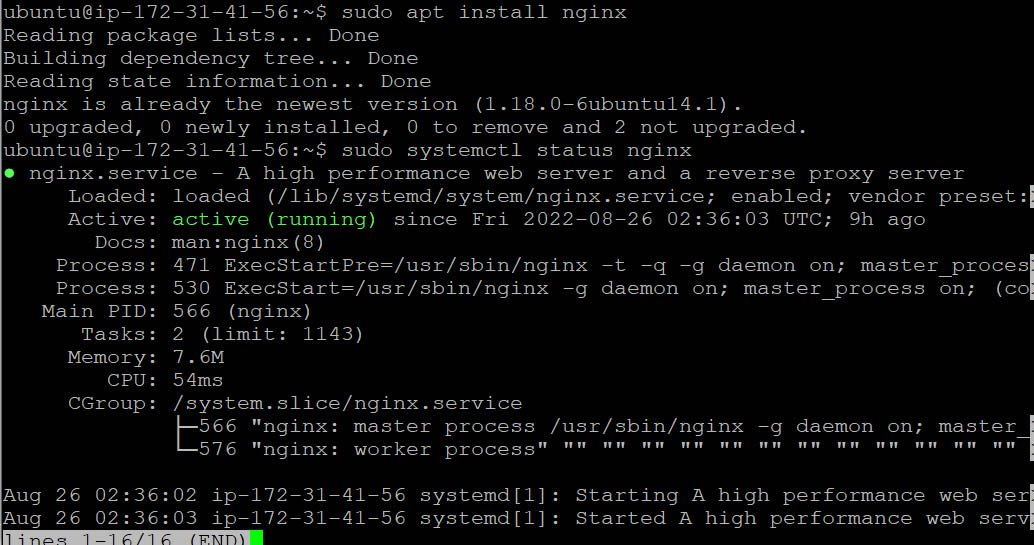 ubuntu@ip-172-31-41-56:~$ sudo apt install nginx
Reading package lists... Done
Building dependency tree... Done
Reading state information... Done
nginx is already the newest version (1.18.0-6ubuntu14.1).
0 upgraded, 0 newly installed, 0 to remove and 2 not upgraded.
ubuntu@ip-172-31-41-56:~$ sudo systemctl status nginx
● nginx.service - A high performance web server and a reverse proxy server
Loaded: loaded (/lib/systemd/system/nginx.service; enabled; vendor preset:
Active: active (running) since Fri 2022-08-26 02:36:03 UTC; 9h ago
Docs: man:nginx(8)
Process: 471 ExecStartPre=/usr/sbin/nginx -t -q -g daemon on; master_proces
Process: 530 ExecStart=/usr/sbin/nginx -g daemon on; master_process on; (co
Main PID: 566 (nginx)
Tasks: 2 (limit: 1143)
Memory: 7.6M
CPU: 54ms
CGroup: /system.slice/nginx.service
├─566 "nginx: master process /usr/sbin/nginx -g daemon on; master_
└─576 "nginx: worker process" "" "" "" "" "" "" "" "" "" "" "" ""
Aug 26 02:36:02 ip-172-31-41-56 systemd[1]: Starting A high performance web ser
Aug 26 02:36:03 ip-172-31-41-56 systemd[1]: Started A high performance web serv
lines 1-16/16 (END)